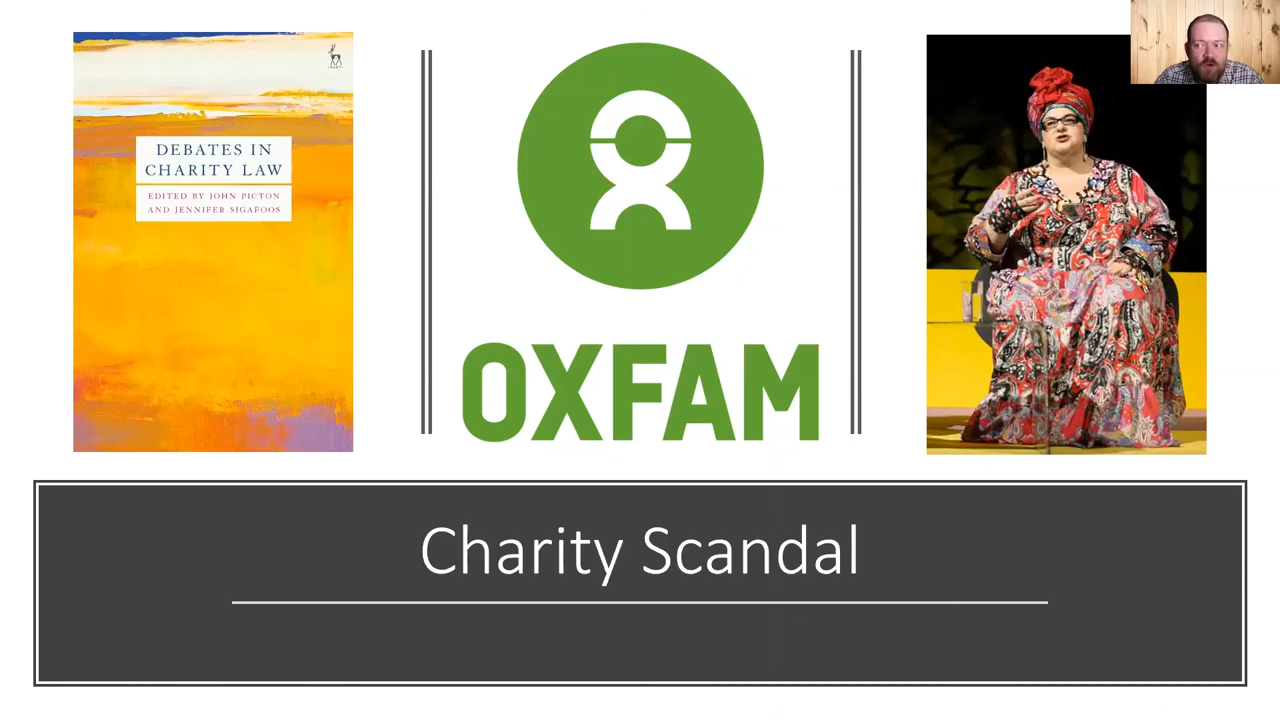 DEBATES IN
CHARITY LAW
EDITED BY JOHN PICTON
AND JENNIFER SIGAFOOS
OXFAM
Charity Scandal